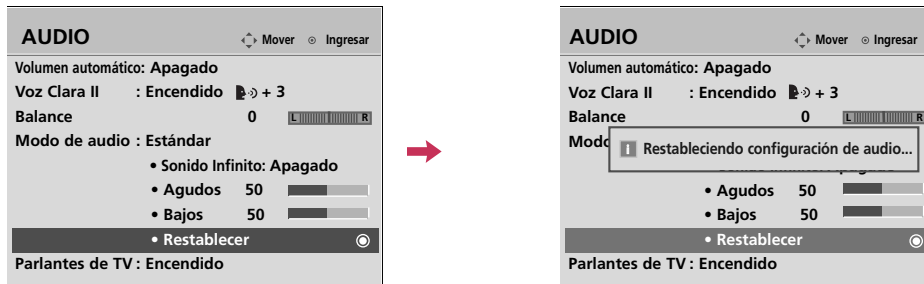 AUDIO Mover Ingresar
Volumen automático: Apagado
Voz Clara II : Encendido + 3
Balance 0 L R
Modo de audio : Estándar
• Sonido Infinito: Apagado
• Agudos 50
• Bajos 50
• Restablecer
Parlantes de TV : Encendido
AUDIO Mover Ingresar
Volumen automático: Apagado
Voz Clara II : Encendido + 3
Balance 0 L R
Restableciendo configuración de audio...
• Agudos 50
• Bajos 50
• Restablecer
Parlantes de TV : Encendido